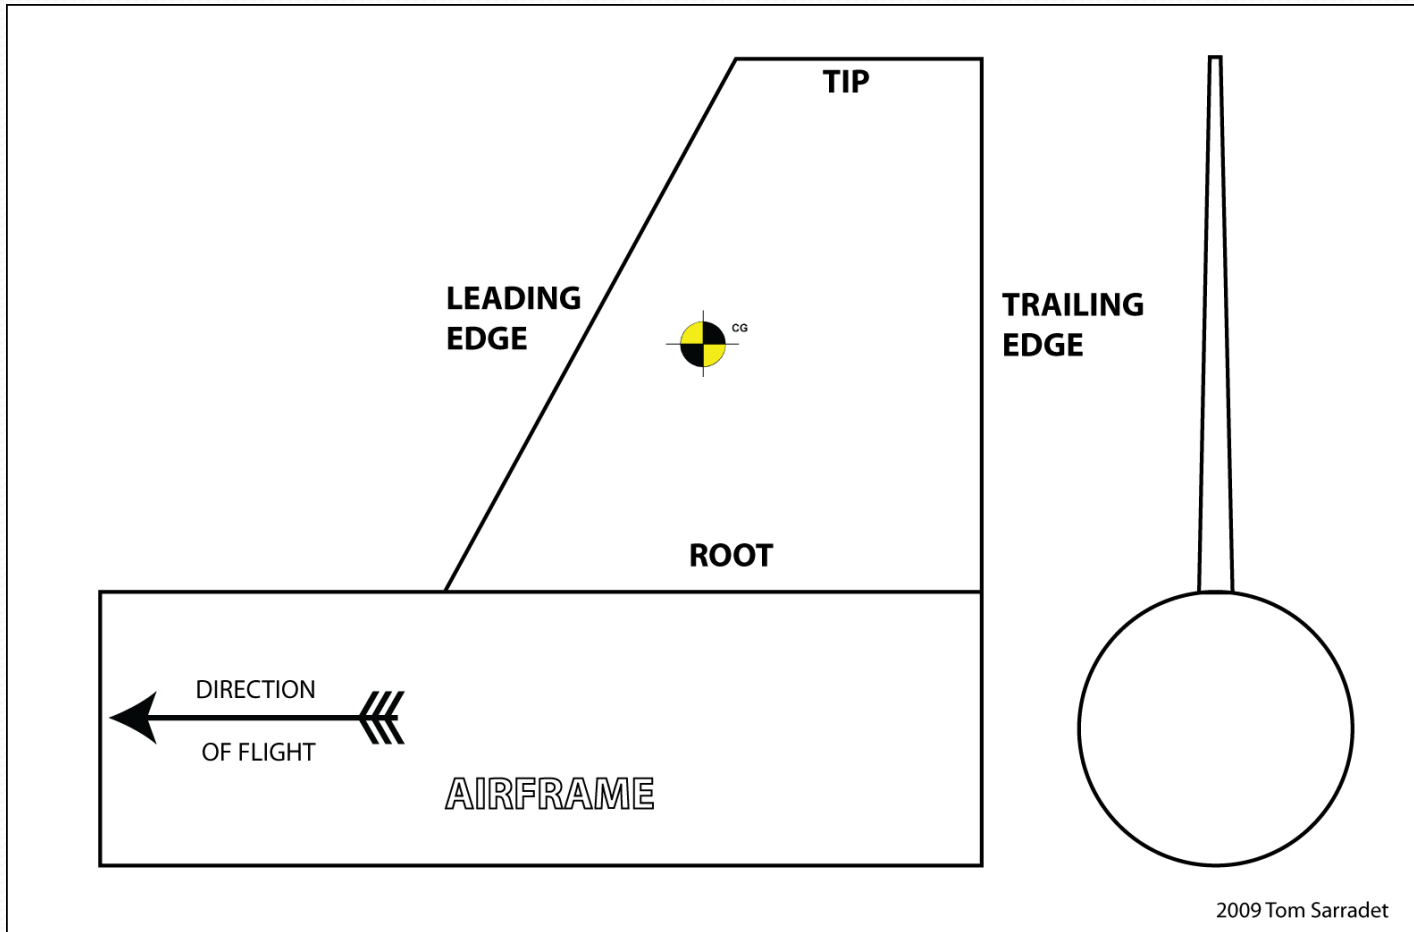 TIP
LEADING
EDGE
CG
TRAILING
EDGE
ROOT
DIRECTION
OF FLIGHT
AIRFRAME
2009 Tom Sarradet